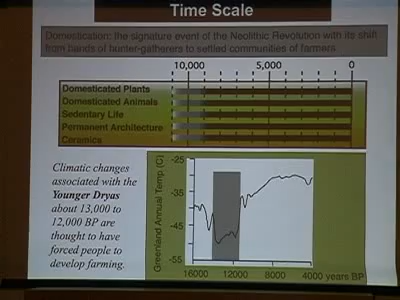 Time Scale
Domestication: the signature event of the Neolithic Revolution with its shift
from bands of hunter-gatherers to settled communities of farmers.
10,000 5,000 0
Domesticated Plants
Domesticated Animals
Sedentary Life
Permanent Architecture
Ceramics
Climatic changes
associated with the
Younger Dryas
about 13,000 to
12,000 BP are
thought to have
forced people to
develop farming.
Greenland Annual Temp (C)
-25
-35
-45
-55
16000 12000 8000 4000 years BP